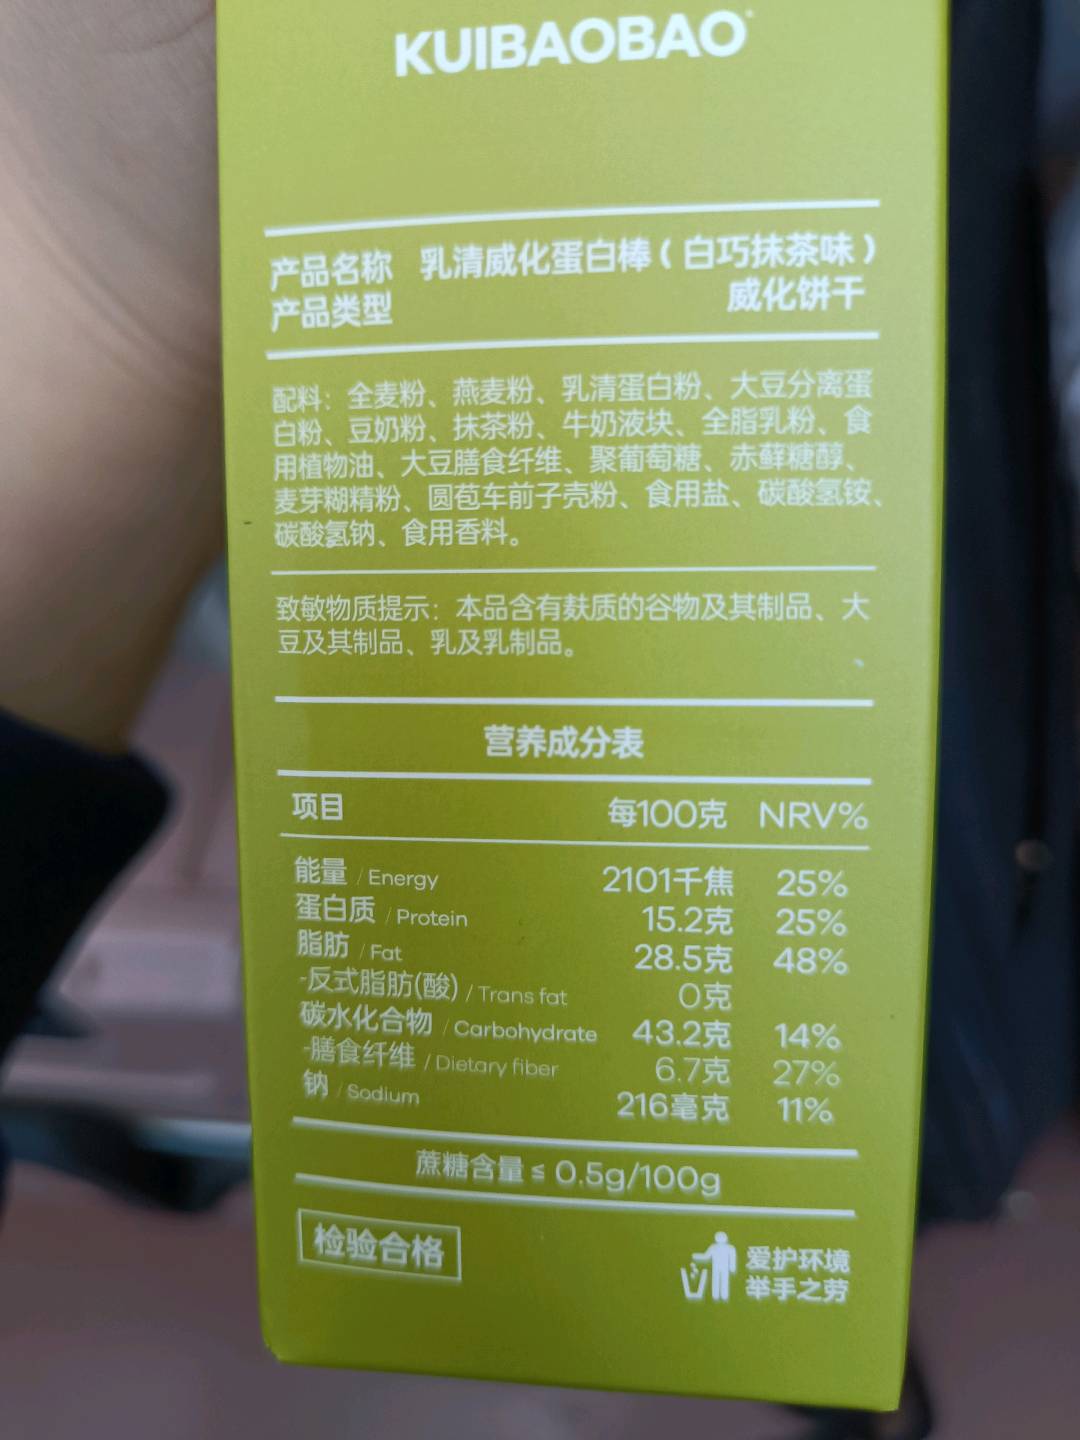 KUIBAOBAO
产品名称 乳清威化蛋白棒(白巧抹茶味)
产品类型 威化饼干
配料：全麦粉、燕麦粉、乳清蛋白粉、大豆分离蛋
白粉、豆奶粉、抹茶粉、牛奶液块、全脂乳粉、食
用植物油、大豆膳食纤维、聚葡萄糖、赤藓糖醇、
麦芽糊精粉、圆苞车前子壳粉、食用盐、碳酸氢铵、
碳酸氢钠、食用香料。
致敏物质提示：本品含有麸质的谷物及其制品、大
豆及其制品、乳及乳制品。
营养成分表
项目 每100克 NRV%
能量 / Energy 2101千焦 25%
蛋白质 / Protein 15.2克 25%
脂肪 / Fat 28.5克 48%
-反式脂肪(酸) / Trans fat 0克
碳水化合物 / Carbohydrate 43.2克 14%
-膳食纤维 / Dietary fiber 6.7克 27%
钠 / Sodium 216毫克 11%
蔗糖含量≤0.5g/100g
检验合格
爱护环境
举手之劳